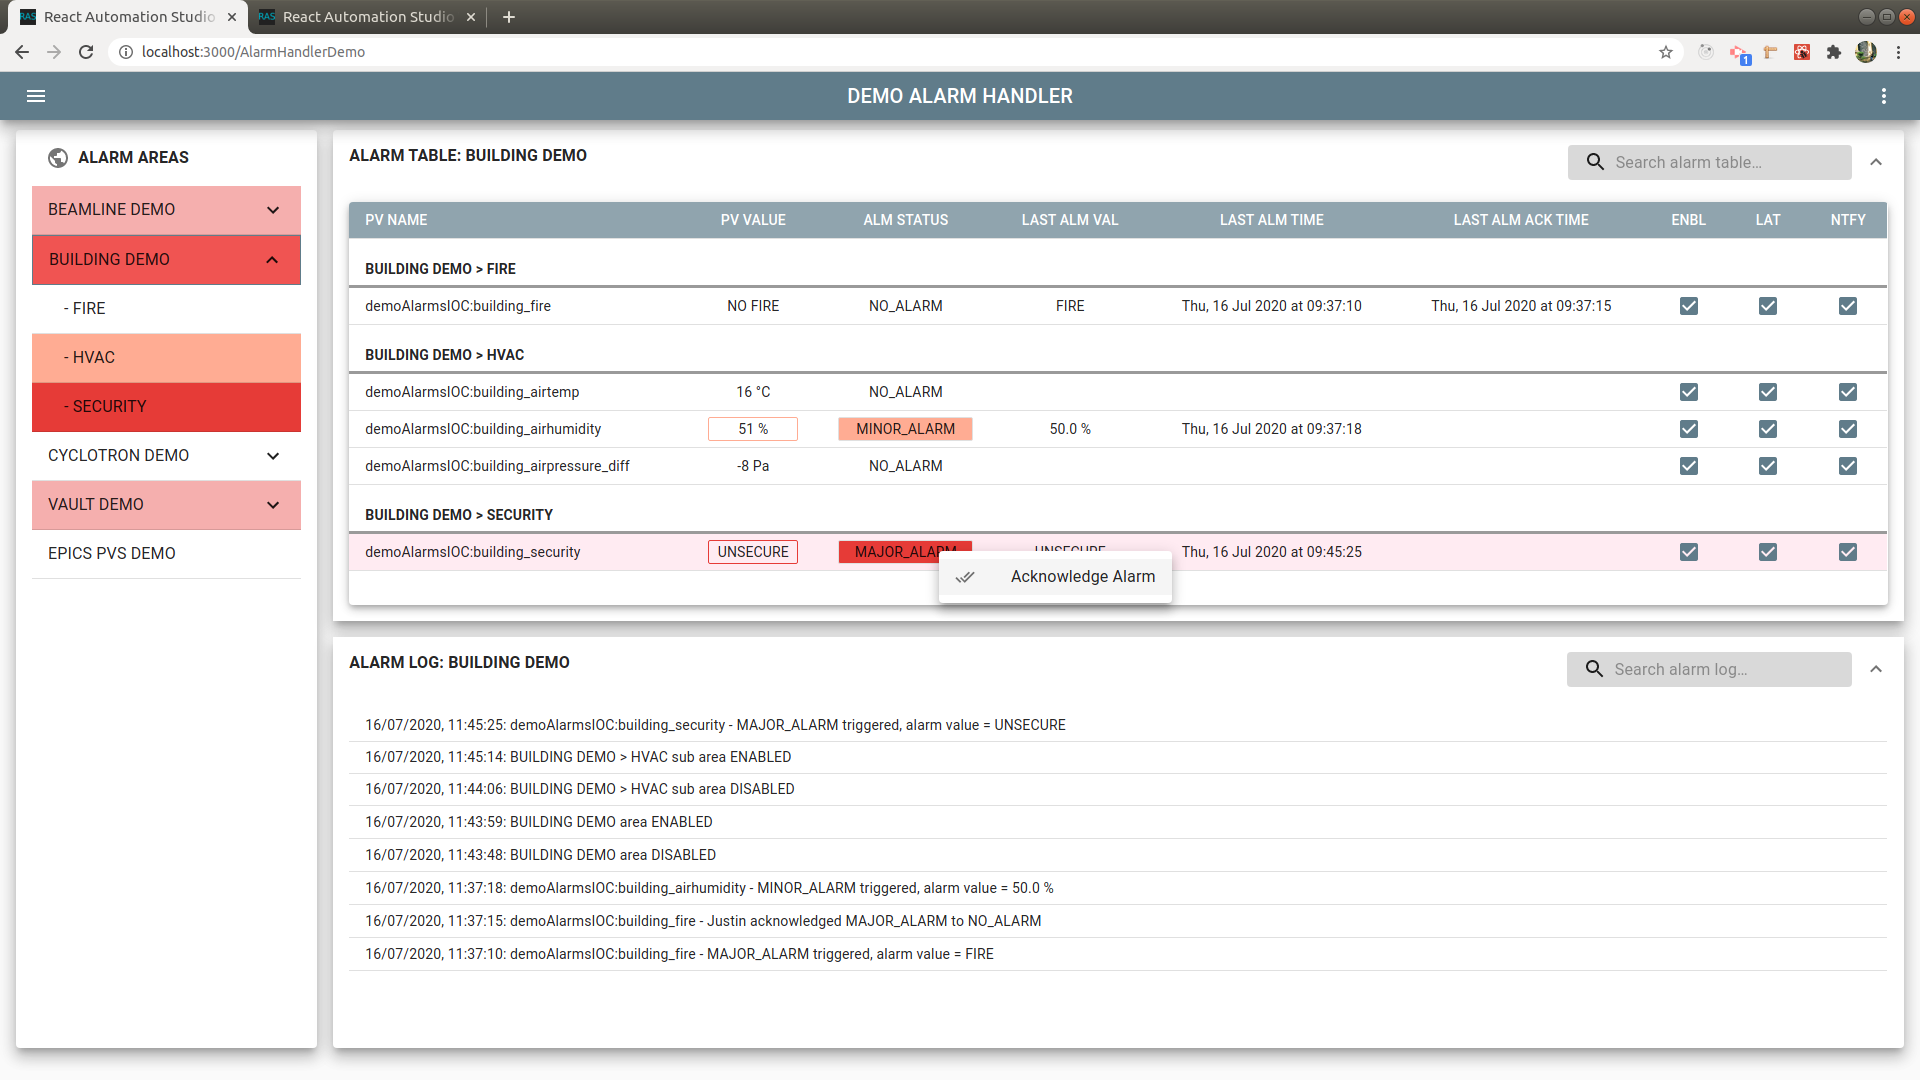 RAS React Automation Studio
RAS React Automation Studio
localhost:3000/AlarmHandlerDemo
1
DEMO ALARM HANDLER
ALARM AREAS
BEAMLINE DEMO
BUILDING DEMO
- FIRE
- HVAC
- SECURITY
CYCLOTRON DEMO
VAULT DEMO
EPICS PVS DEMO
ALARM TABLE: BUILDING DEMO
Search alarm table...
PV NAME PV VALUE ALM STATUS LAST ALM VAL LAST ALM TIME LAST ALM ACK TIME ENBL LAT NTFY
BUILDING DEMO > FIRE
demoAlarmsIOC:building_fire NO FIRE NO_ALARM FIRE Thu, 16 Jul 2020 at 09:37:10 Thu, 16 Jul 2020 at 09:37:15
BUILDING DEMO > HVAC
demoAlarmsIOC:building_airtemp 16 °C NO_ALARM
demoAlarmsIOC:building_airhumidity 51 % MINOR_ALARM 50.0 % Thu, 16 Jul 2020 at 09:37:18
demoAlarmsIOC:building_airpressure_diff -8 Pa NO_ALARM
BUILDING DEMO > SECURITY
demoAlarmsIOC:building_security UNSECURE MAJOR_ALARM UNSECURE Thu, 16 Jul 2020 at 09:45:25
Acknowledge Alarm
ALARM LOG: BUILDING DEMO
Search alarm log...
16/07/2020, 11:45:25: demoAlarmsIOC:building_security - MAJOR_ALARM triggered, alarm value = UNSECURE
16/07/2020, 11:45:14: BUILDING DEMO > HVAC sub area ENABLED
16/07/2020, 11:44:06: BUILDING DEMO > HVAC sub area DISABLED
16/07/2020, 11:43:59: BUILDING DEMO area ENABLED
16/07/2020, 11:43:48: BUILDING DEMO area DISABLED
16/07/2020, 11:37:18: demoAlarmsIOC:building_airhumidity - MINOR_ALARM triggered, alarm value = 50.0 %
16/07/2020, 11:37:15: demoAlarmsIOC:building_fire - Justin acknowledged MAJOR_ALARM to NO_ALARM
16/07/2020, 11:37:10: demoAlarmsIOC:building_fire - MAJOR_ALARM triggered, alarm value = FIRE